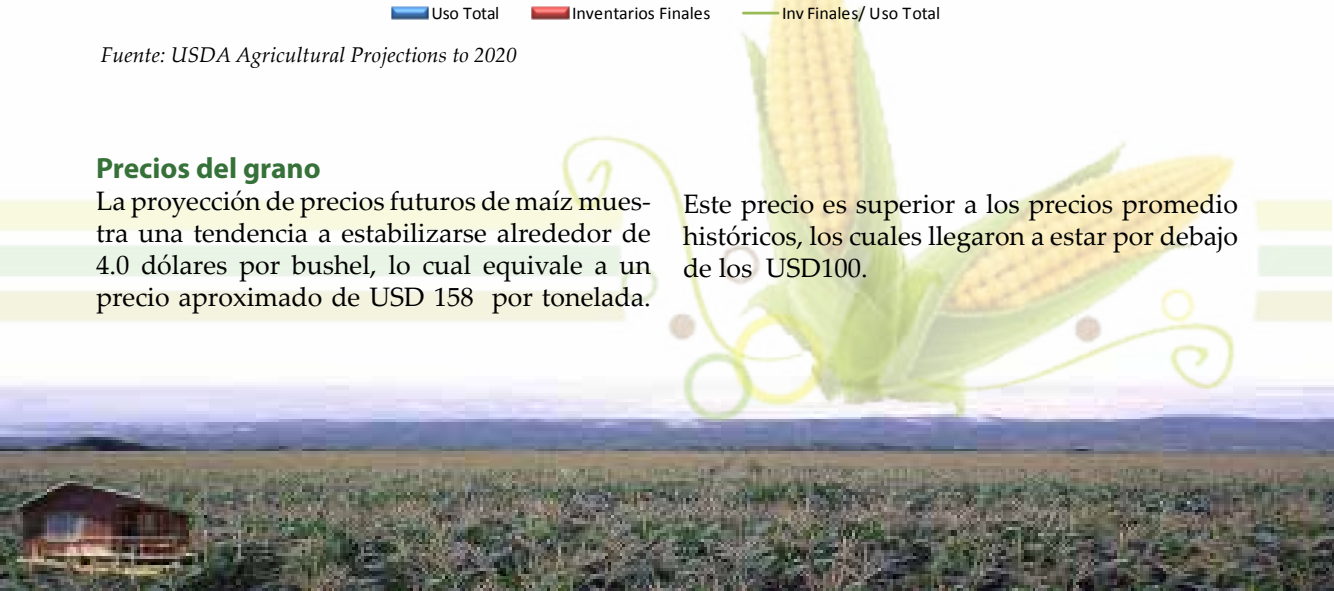 Uso Total Inventarios Finales Inv Finales/ Uso Total
Fuente: USDA Agricultural Projections to 2020
Precios del grano
La proyección de precios futuros de maíz mues-
tra una tendencia a estabilizarse alrededor de
4.0 dólares por bushel, lo cual equivale a un
precio aproximado de USD 158 por tonelada.
Este precio es superior a los precios promedio
históricos, los cuales llegaron a estar por debajo
de los USD100.